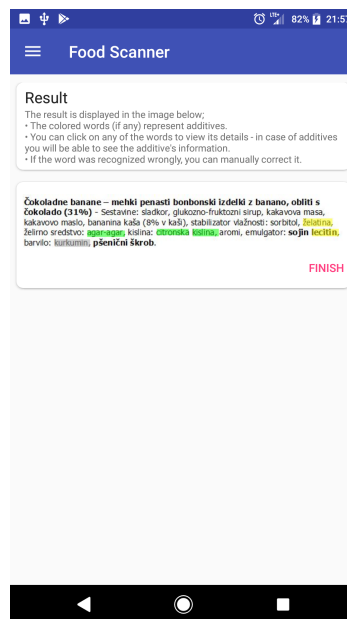 LTE 82% 21:57
Food Scanner
Result
The result is displayed in the image below;
• The colored words (if any) represent additives.
• You can click on any of the words to view its details - in case of additives
you will be able to see the additive's information.
• If the word was recognized wrongly, you can manually correct it.
Čokoladne banane – mehki penasti bonbonski izdelki z banano, obliti s
čokolado (31%) - Sestavine: sladkor, glukozno-fruktozni sirup, kakavova masa,
kakavovo maslo, bananina kaša (8% v kaši), stabilizator vlažnosti: sorbitol, želatina,
želirno sredstvo: agar-agar, kislina: citronska kislina, aromi, emulgator: sojin lecitin,
barvilo: kurkumin, pšenični škrob.
FINISH